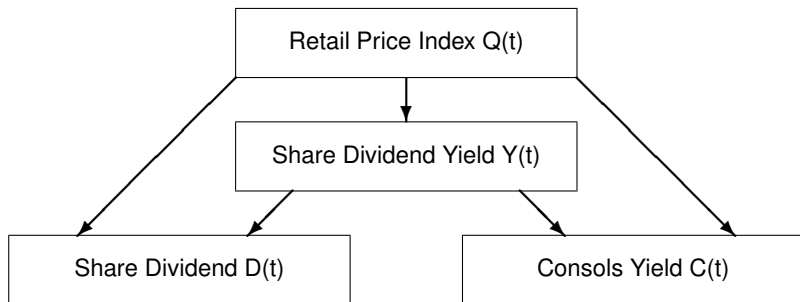 Retail Price Index Q(t)
Share Dividend Yield Y(t)
Share Dividend D(t)
Consols Yield C(t)